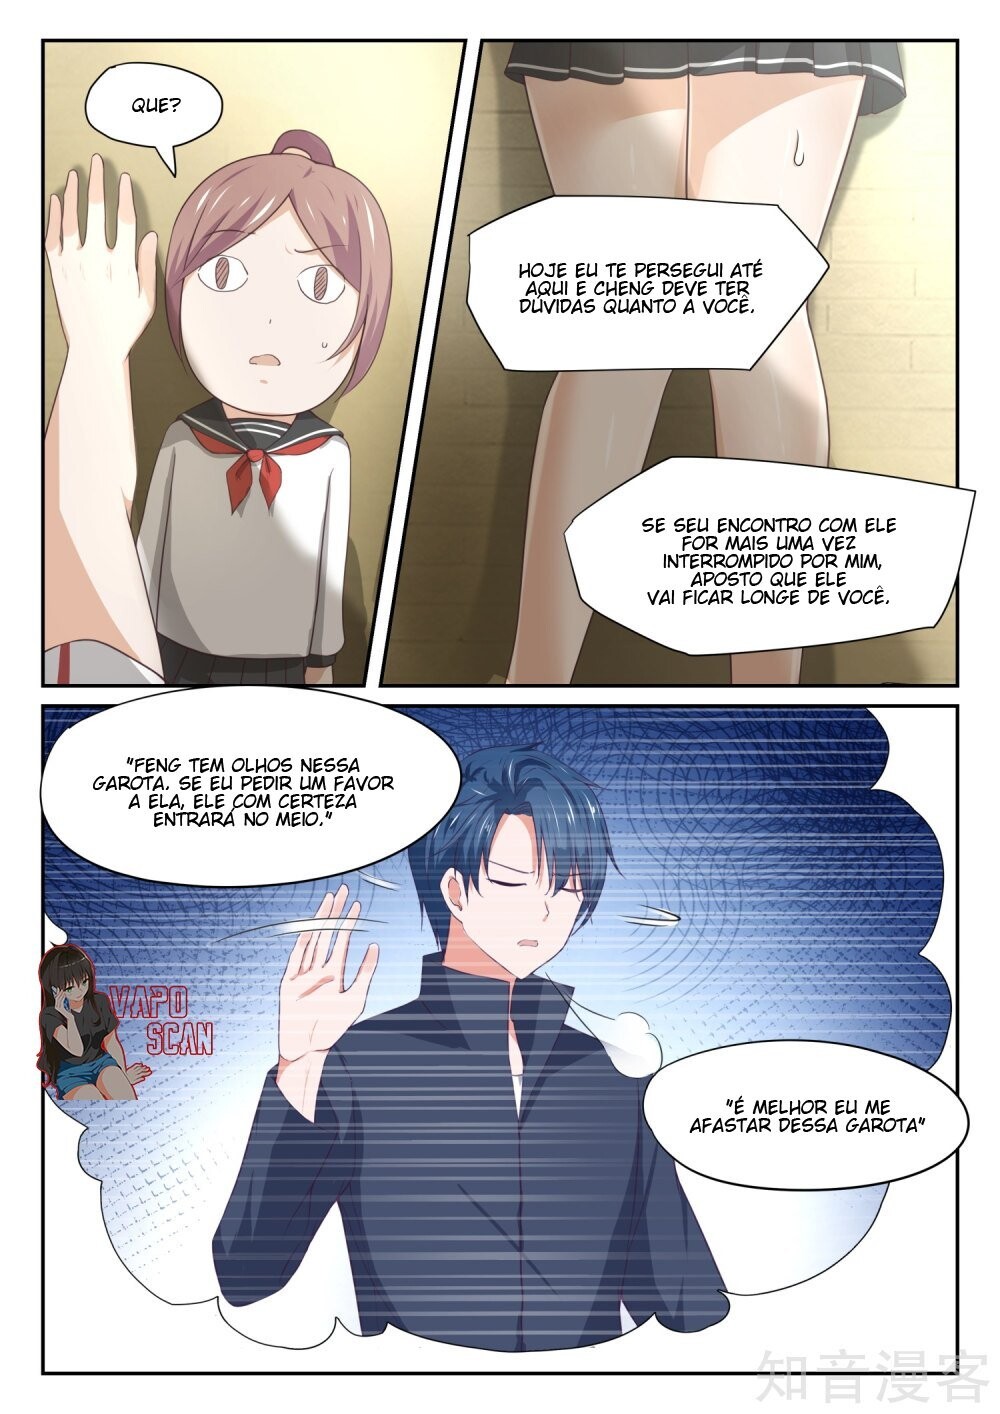 QUE?
HOJE EU TE PERSEGUI ATÉ
AQUI E CHENG DEVE TER
DUVIDAS QUANTO A VOCÊ.
SE SEU ENCONTRO COM ELE
FOR MAIS UMA VEZ
INTERROMPIDO POR MIM,
APOSTO QUE ELE
VAI FICAR LONGE DE VOCÊ.
"FENG TEM OLHOS NESSA
GAROTA. SE EU PEDIR UM FAVOR
A ELA, ELE COM CERTEZA
ENTRARÁ NO MEIO."
VAPO
SCAN
"É MELHOR EU ME
AFASTAR DESSA GAROTA"
知音漫客